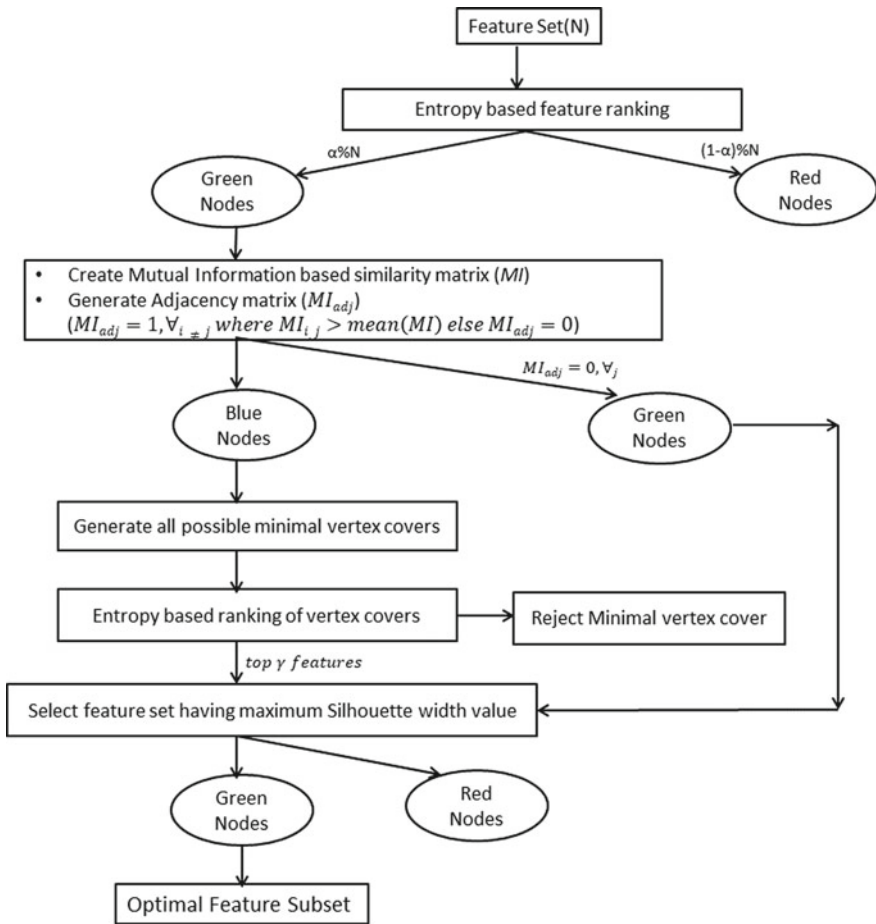 Feature Set(N)
Entropy based feature ranking
α%N
(1-α)%N
Green
Nodes
Red
Nodes
• Create Mutual Information based similarity matrix (MI)
• Generate Adjacency matrix (MI_adj)
(MI_adj = 1, ∀_i ≠ j where MI_i,j > mean(MI) else MI_adj = 0)
MI_adj = 0, ∀_j
Blue
Nodes
Green
Nodes
Generate all possible minimal vertex covers
Entropy based ranking of vertex covers
Reject Minimal vertex cover
top γ features
Select feature set having maximum Silhouette width value
Green
Nodes
Red
Nodes
Optimal Feature Subset